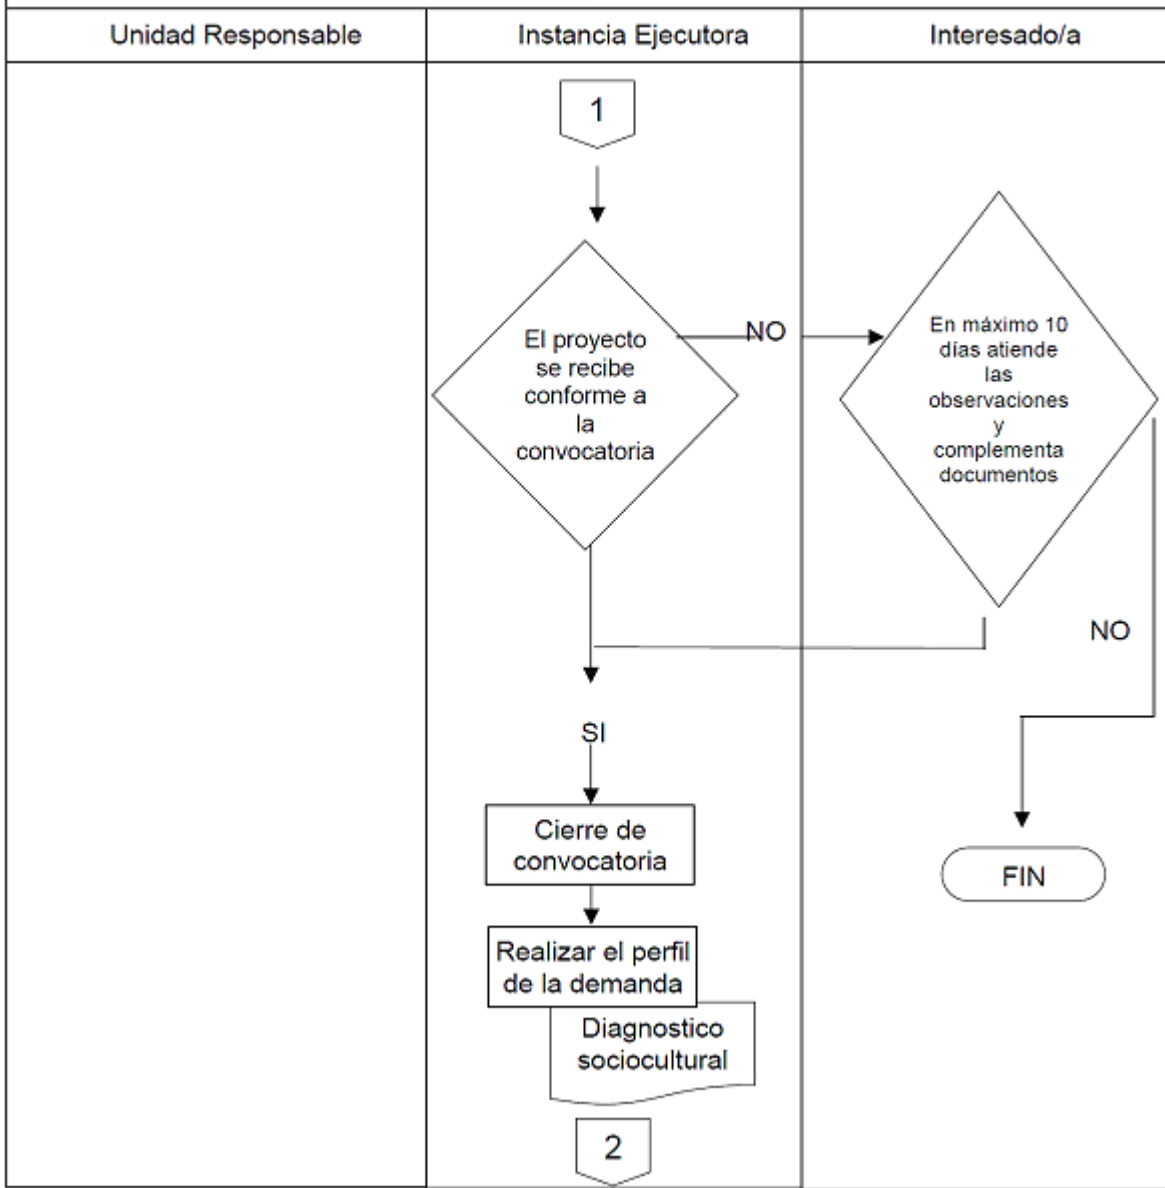 Unidad Responsable
Instancia Ejecutora
Interesado/a
1
El proyecto
se recibe
conforme a
la
convocatoria
NO
En máximo 10
días atiende
las
observaciones
y
complementa
documentos
NO
SI
Cierre de
convocatoria
FIN
Realizar el perfil
de la demanda
Diagnostico
sociocultural
2